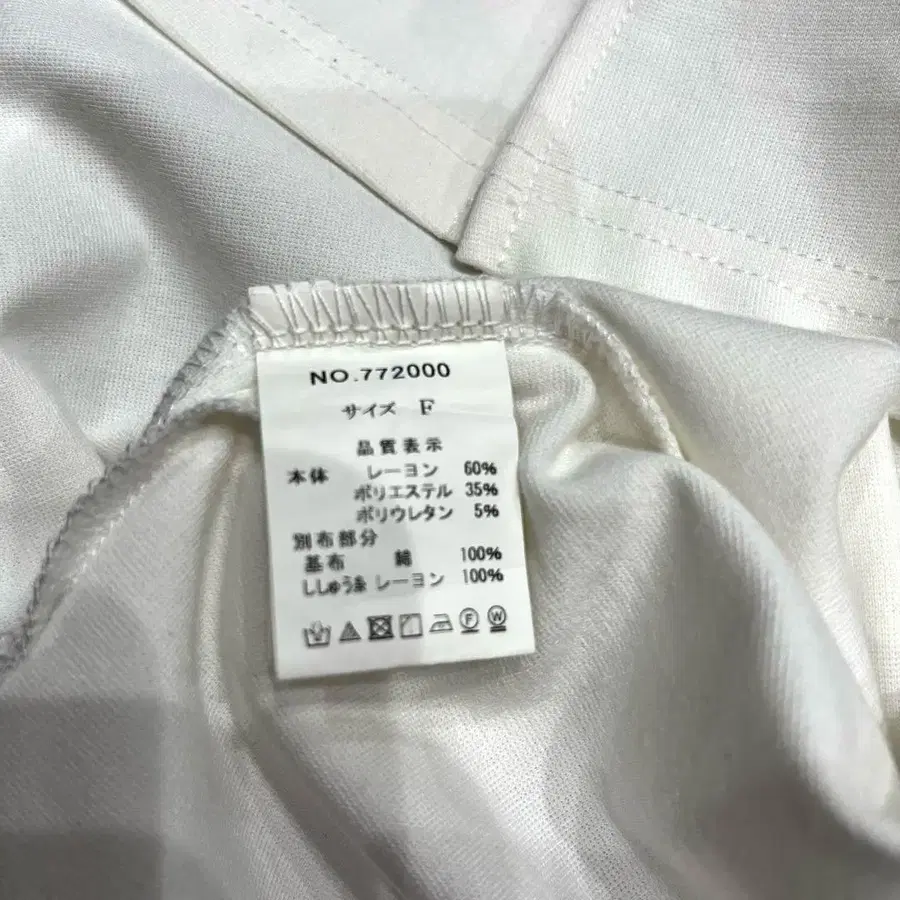 NO.772000
サイズ F
品質表示
本体 レーヨン 60%
ポリエステル 35%
ポリウレタン 5%
別布部分
基布 綿 100%
ししゅう糸 レーヨン 100%
F W